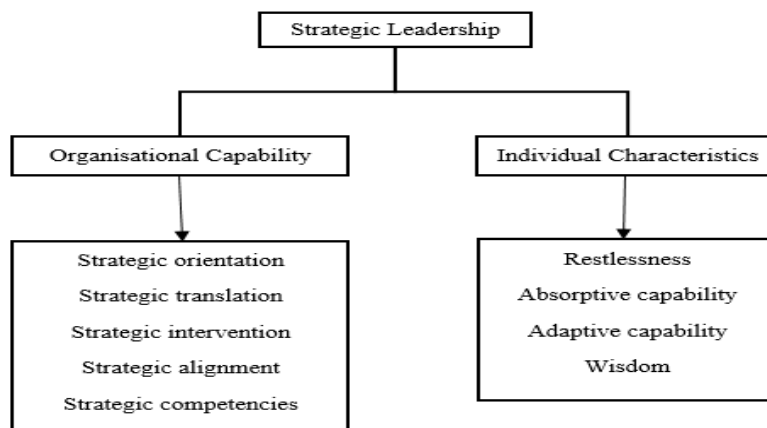 Strategic Leadership
Organisational Capability
Individual Characteristics
Strategic orientation
Strategic translation
Strategic intervention
Strategic alignment
Strategic competencies
Restlessness
Absorptive capability
Adaptive capability
Wisdom